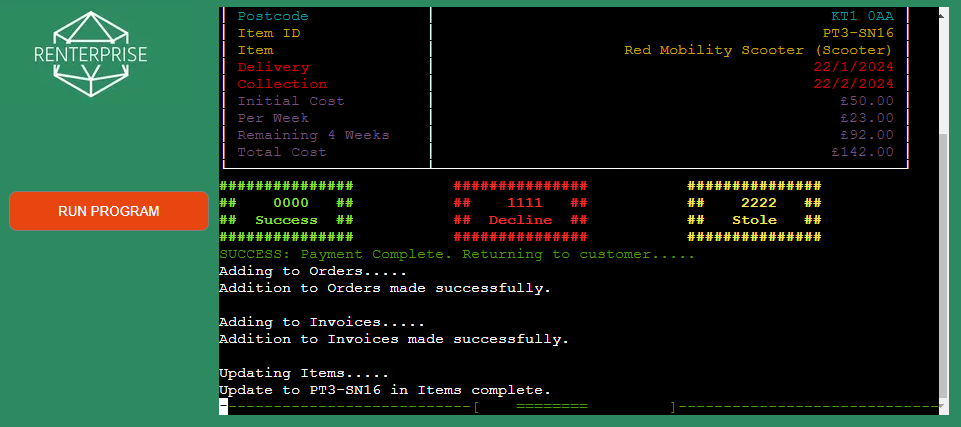 RENTERPRISE
RUN PROGRAM
Postcode KT1 0AA
Item ID PT3-SN16
Item Red Mobility Scooter (Scooter)
Delivery 22/1/2024
Collection 22/2/2024
Initial Cost £50.00
Per Week £23.00
Remaining 4 Weeks £92.00
Total Cost £142.00
############### ############### ###############
## 0000 ## ## 1111 ## ## 2222 ##
## Success ## ## Decline ## ## Stole ##
############### ############### ###############
SUCCESS: Payment Complete. Returning to customer.....
Adding to Orders.....
Addition to Orders made successfully.
Adding to Invoices.....
Addition to Invoices made successfully.
Updating Items.....
Update to PT3-SN16 in Items complete.
----------------------------[    ========         ]-----------------------------